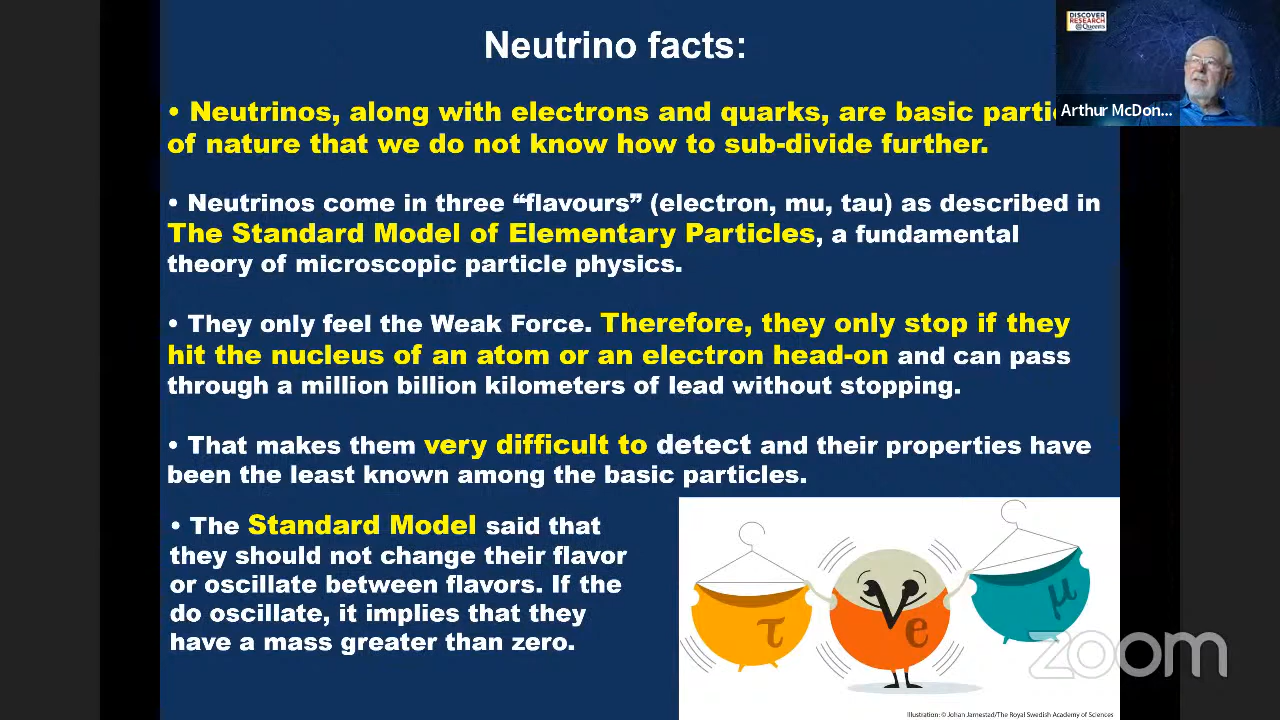 Neutrino facts:
DISCOVER
RESEARCH
@Queens
Arthur McDon...
• Neutrinos, along with electrons and quarks, are basic partic
of nature that we do not know how to sub-divide further.
• Neutrinos come in three “flavours” (electron, mu, tau) as described in
The Standard Model of Elementary Particles, a fundamental
theory of microscopic particle physics.
• They only feel the Weak Force. Therefore, they only stop if they
hit the nucleus of an atom or an electron head-on and can pass
through a million billion kilometers of lead without stopping.
• That makes them very difficult to detect and their properties have
been the least known among the basic particles.
• The Standard Model said that
they should not change their flavor
or oscillate between flavors. If the
do oscillate, it implies that they
have a mass greater than zero.
τ
e
μ
zoom
Illustration: © Johan Jarnestad/The Royal Swedish Academy of Sciences